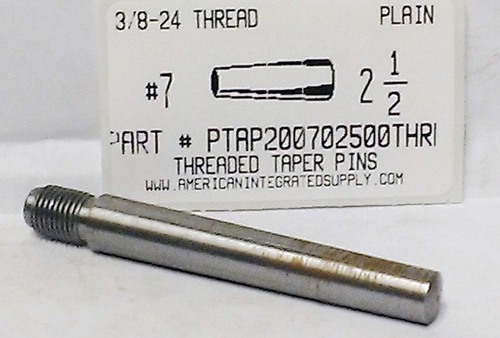 3/8-24 THREAD PLAIN
#7 2 1/2
PART # PTAP200702500THR
THREADED TAPER PINS
WWW.AMERICANINTEGRATEDSUPPLY.COM